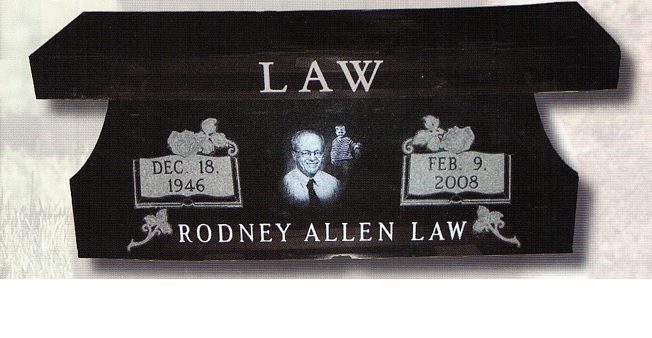 LAW
DEC. 18,
1946
FEB. 9,
2008
RODNEY ALLEN LAW